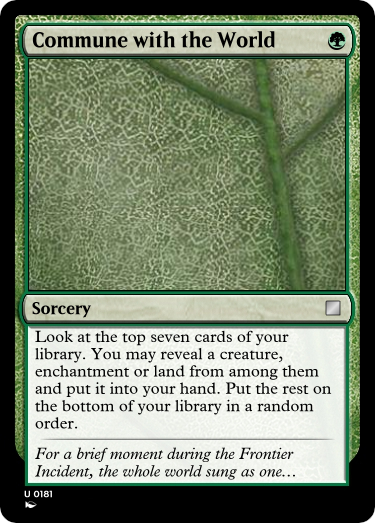 Commune with the World
Sorcery
Look at the top seven cards of your
library. You may reveal a creature,
enchantment or land from among them
and put it into your hand. Put the rest on
the bottom of your library in a random
order.
For a brief moment during the Frontier
Incident, the whole world sung as one...
U 0181